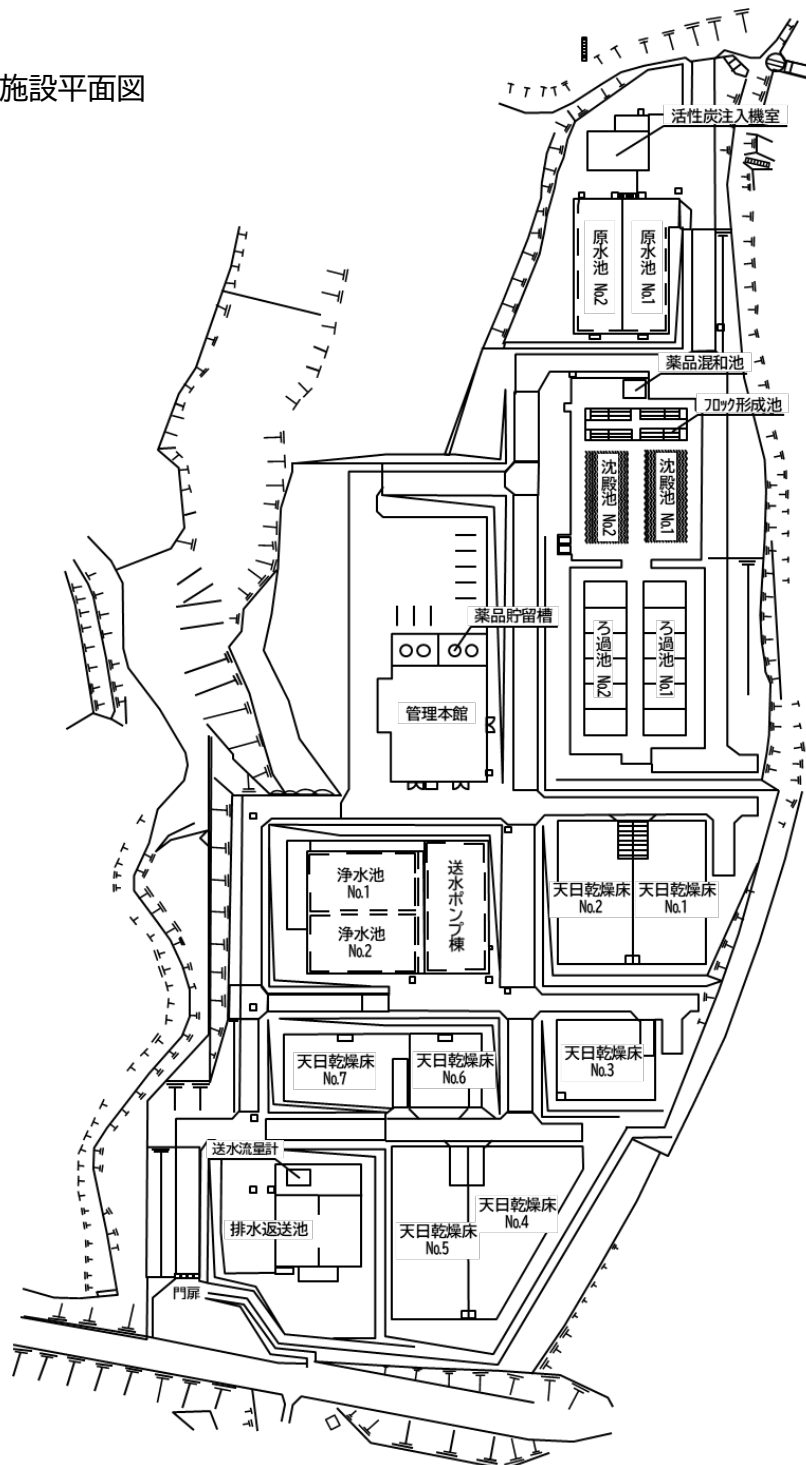 施設平面図
活性炭注入機室
原水池 No.2
原水池 No.1
薬品混和池
フロック形成池
沈殿池 No.2
沈殿池 No.1
薬品貯留槽
ろ過池 No.2
ろ過池 No.1
管理本館
浄水池
No.1
浄水池
No.2
送水ポンプ棟
天日乾燥床
No.2
天日乾燥床
No.1
天日乾燥床
No.7
天日乾燥床
No.6
天日乾燥床
No.3
送水流量計
排水返送池
天日乾燥床
No.5
天日乾燥床
No.4
門扉